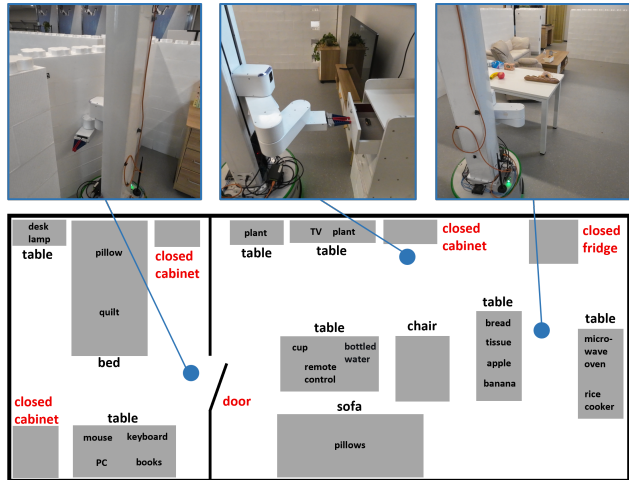 desk
lamp
table
pillow
quilt
bed
closed
cabinet
closed
cabinet
mouse keyboard
PC books
table
door
plant
table
TV plant
table
closed
cabinet
closed
fridge
table
cup bottled
water
remote
control
chair
sofa
pillows
table
bread
tissue
apple
banana
table
micro-
wave
oven
rice
cooker